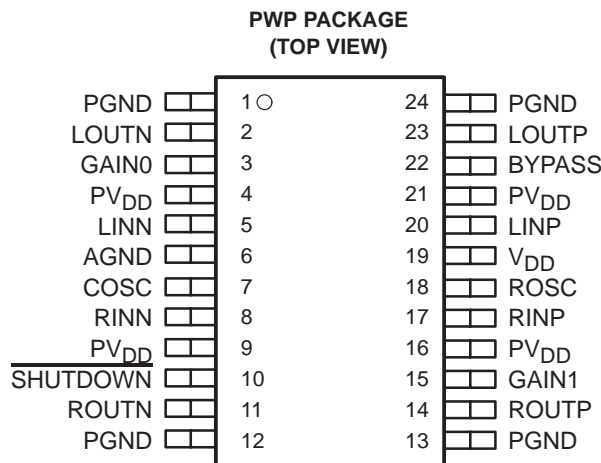 PWP PACKAGE
(TOP VIEW)
PGND 1 24 PGND
LOUTN 2 23 LOUTP
GAIN0 3 22 BYPASS
PVDD 4 21 PVDD
LINN 5 20 LINP
AGND 6 19 VDD
COSC 7 18 ROSC
RINN 8 17 RINP
PVDD 9 16 PVDD
SHUTDOWN 10 15 GAIN1
ROUTN 11 14 ROUTP
PGND 12 13 PGND